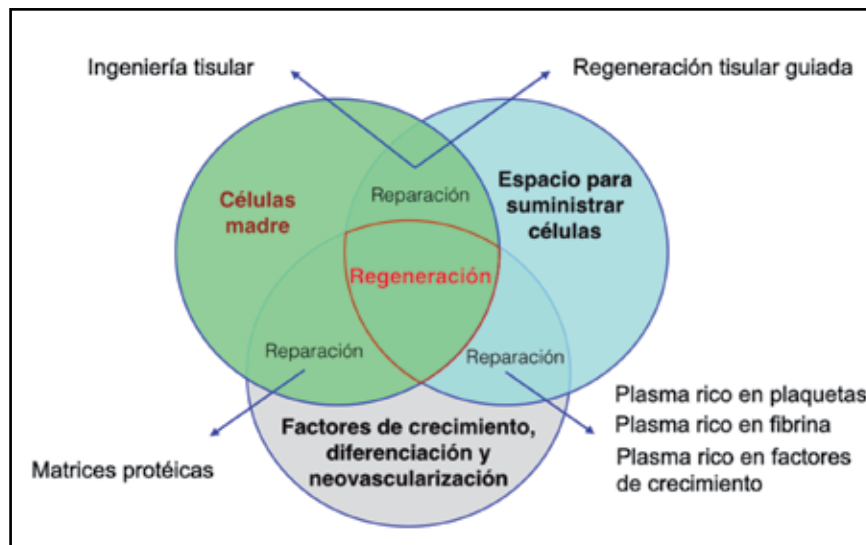 Ingeniería tisular
Regeneración tisular guiada
Células
madre
Reparación
Espacio para
suministrar
células
Regeneración
Reparación
Reparación
Plasma rico en plaquetas
Plasma rico en fibrina
Plasma rico en factores
de crecimiento
Factores de crecimiento,
diferenciación y
neovascularización
Matrices protéicas